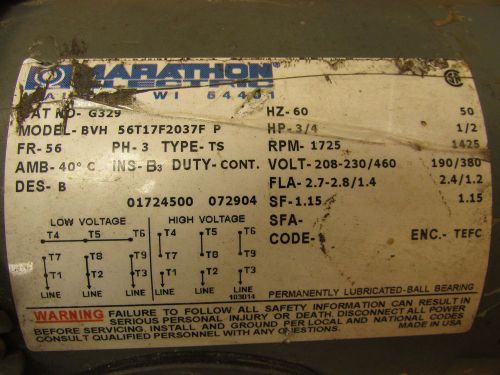 MARATHON
ELECTRIC
WI 54401
CAT NO- G329
MODEL- BVH 56T17F2037F P
FR- 56 PH- 3 TYPE- TS
AMB- 40° C INS- B3 DUTY- CONT.
DES- B
01724500 072904
HZ- 60 50
HP- 3/4 1/2
RPM- 1725 1425
VOLT- 208-230/460 190/380
FLA- 2.7-2.8/1.4 2.4/1.2
SF- 1.15 1.15
SFA-
CODE- ENC.- TEFC
LOW VOLTAGE HIGH VOLTAGE
T4 T5 T6 T4 T5 T6
T7 T8 T9 T7 T8 T9
T1 T2 T3 T1 T2 T3
LINE LINE LINE LINE LINE LINE
103014
PERMANENTLY LUBRICATED-BALL BEARING
WARNING FAILURE TO FOLLOW ALL SAFETY INFORMATION CAN RESULT IN
SERIOUS PERSONAL INJURY OR DEATH. DISCONNECT ALL POWER
BEFORE SERVICING. INSTALL AND GROUND PER LOCAL AND NATIONAL CODES
CONSULT QUALIFIED PERSONNEL WITH ANY QUESTIONS. MADE IN USA